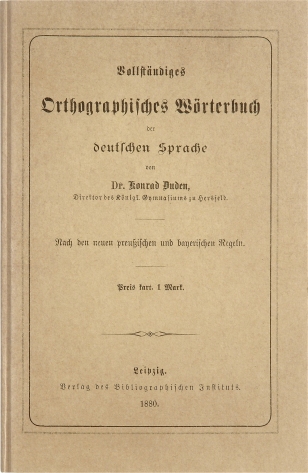 Vollständiges
Orthographisches Wörterbuch
der
deutschen Sprache
von
Dr. Konrad Duden,
Direktor des Königl. Gymnasiums zu Hersfeld.
Nach den neuen preußischen und bayerischen Regeln.
Preis kart. 1 Mark.
Leipzig.
Verlag des Bibliographischen Instituts.
1880.